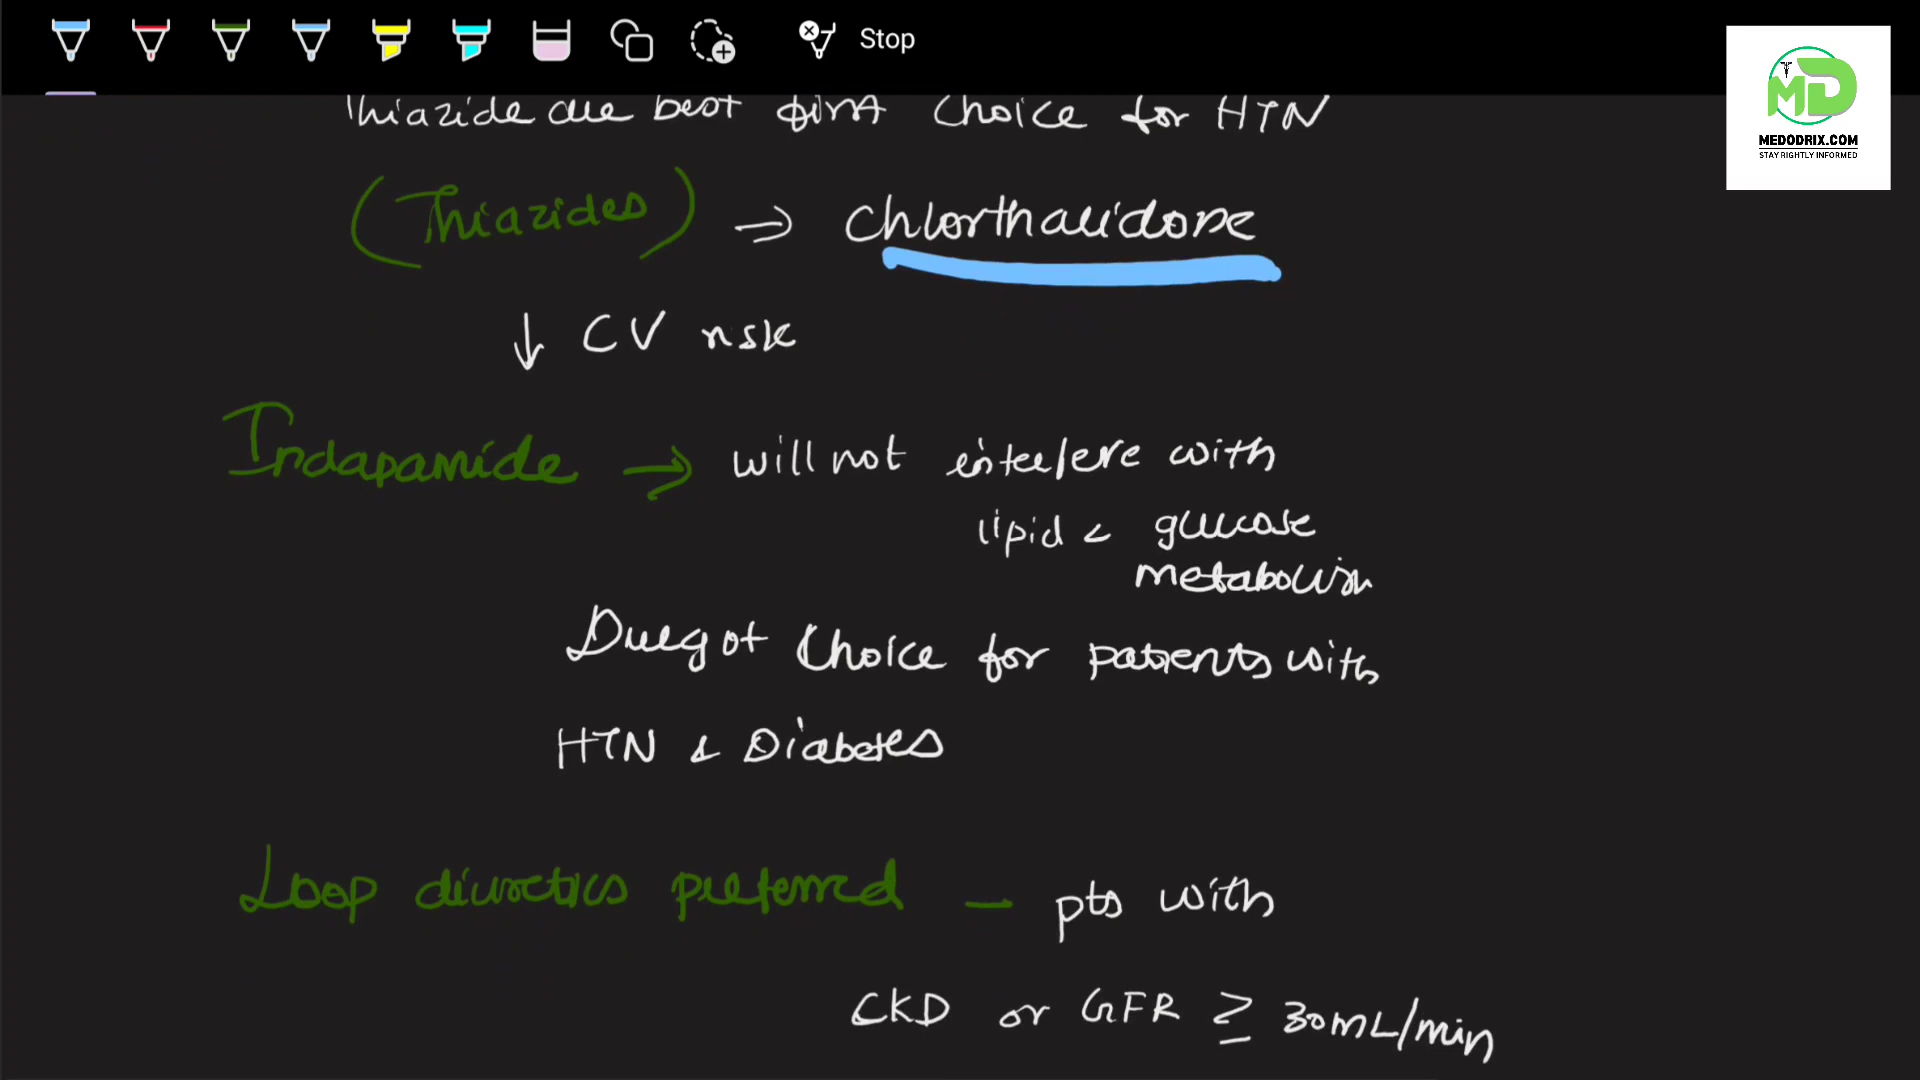 Stop
MD
MEDODRIX.COM
STAY RIGHTLY INFORMED
Thiazide are best first choice for HTN
(Thiazides) ⇒ Chlorthalidone
↓ CV risk
Indapamide → will not interfere with
lipid & glucose
metabolism
Drug of choice for patients with
HTN & Diabetes
Loop diuretics preferred - pts with
CKD or GFR ≥ 30mL/min